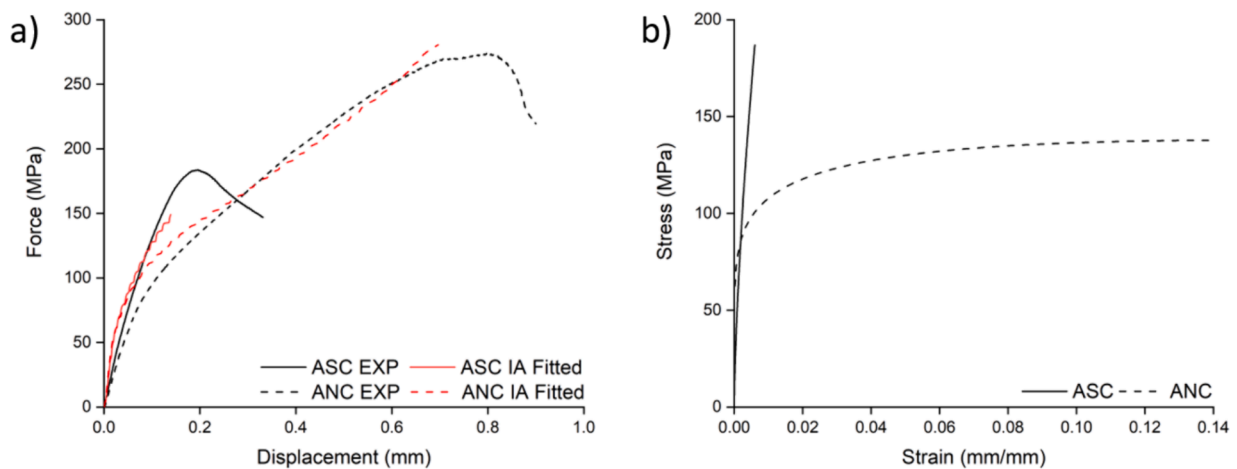 a)
300
250
200
150
100
50
0
Force (MPa)
ASC EXP
ASC IA Fitted
ANC EXP
ANC IA Fitted
0.0 0.2 0.4 0.6 0.8 1.0
Displacement (mm)
b)
200
150
100
50
0
Stress (MPa)
ASC
ANC
0.00 0.02 0.04 0.06 0.08 0.10 0.12 0.14
Strain (mm/mm)